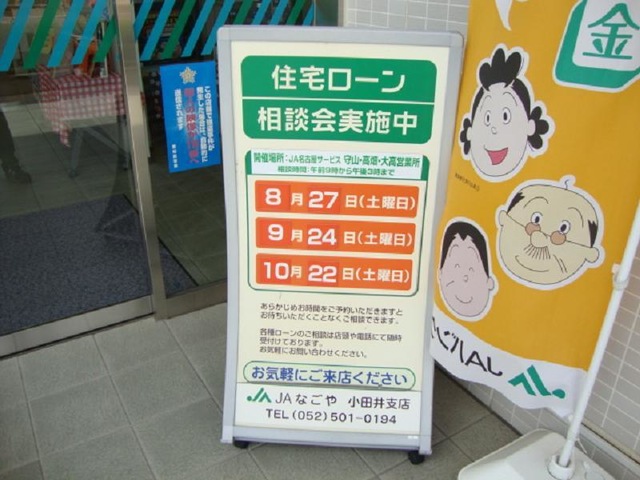 住宅ローン
相談会実施中
開催場所:JA名古屋サービス 守山・高畑・大高営業所
相談時間:午前9時から午後3時まで
8月27日(土曜日)
9月24日(土曜日)
10月22日(土曜日)
あらかじめお時間をご予約いただきますと
お待ちいただくことなくご相談できます。
各種ローンのご相談は店頭や電話にて随時
受付けております。
お気軽にお問い合わせください。
お気軽にご来店ください
JAなごや 小田井支店
TEL(052)501-0194
金